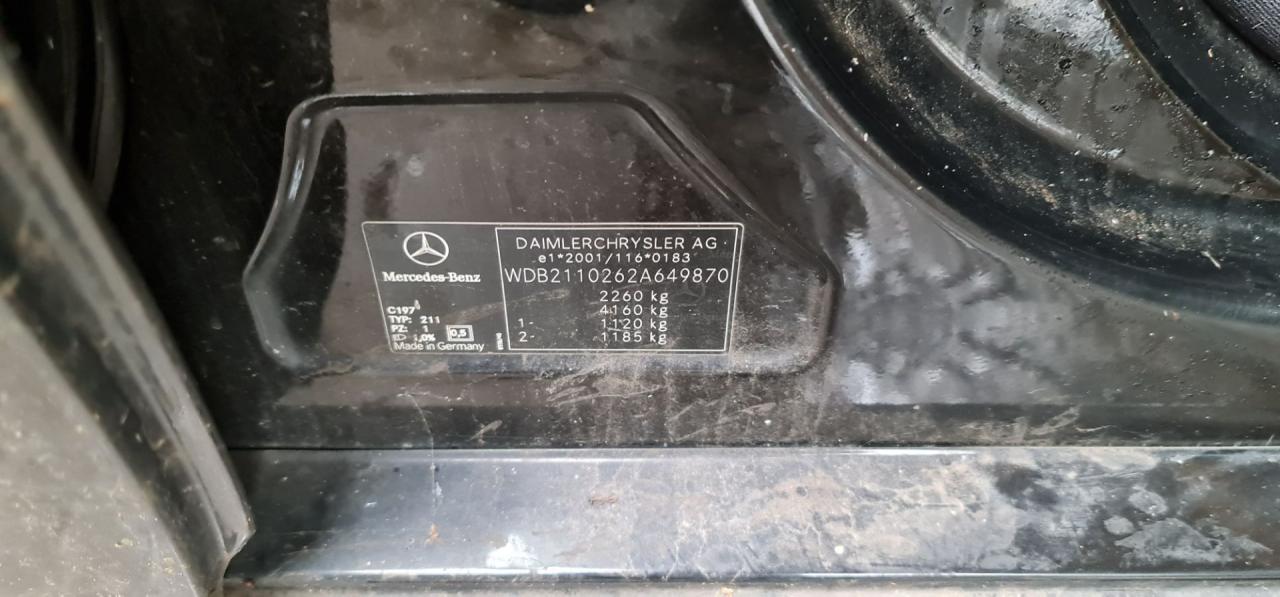 Mercedes-Benz
C197
TYP: 211
PZ: 1
ED 1,0% 0,5
Made in Germany
DAIMLERCHRYSLER AG
e1*2001/116*0183
WDB2110262A649870
2260 kg
4160 kg
1- 1120 kg
2- 1185 kg